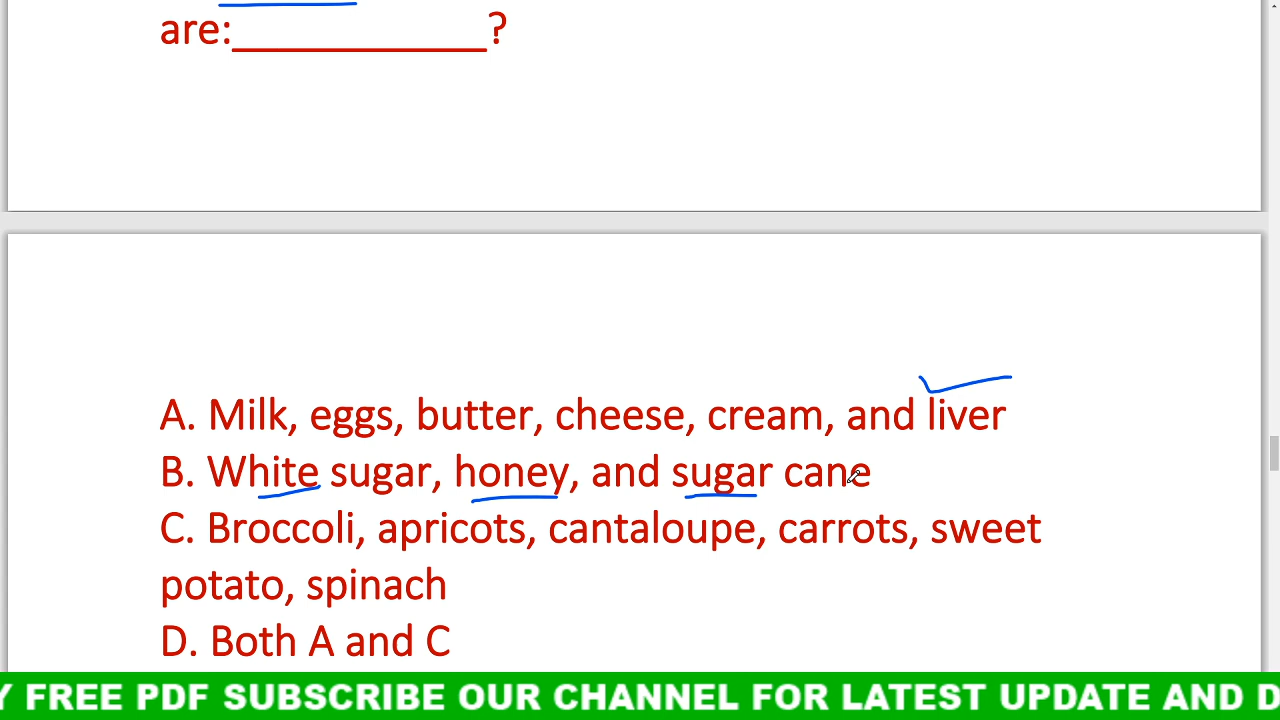 are:____________?
A. Milk, eggs, butter, cheese, cream, and liver
B. White sugar, honey, and sugar cane
C. Broccoli, apricots, cantaloupe, carrots, sweet
potato, spinach
D. Both A and C
Y FREE PDF SUBSCRIBE OUR CHANNEL FOR LATEST UPDATE AND D